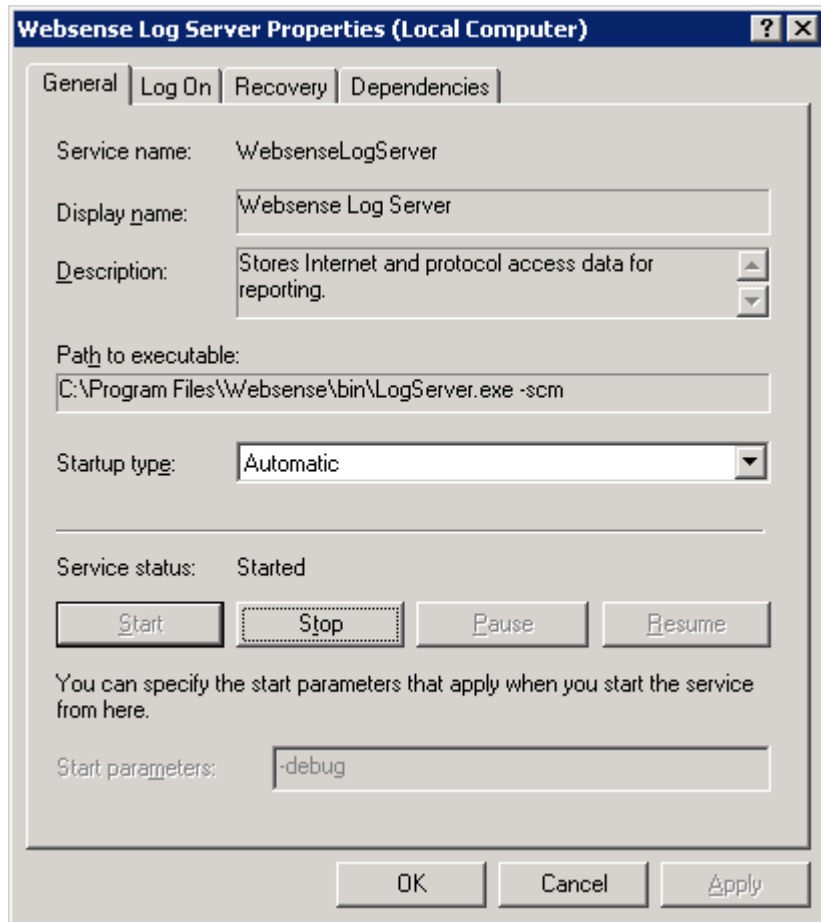 Websense Log Server Properties (Local Computer)
General Log On Recovery Dependencies
Service name: WebsenseLogServer
Display name: Websense Log Server
Description: Stores Internet and protocol access data for
reporting.
Path to executable:
C:\Program Files\Websense\bin\LogServer.exe -scm
Startup type: Automatic
Service status: Started
Start Stop Pause Resume
You can specify the start parameters that apply when you start the service
from here.
Start parameters: -debug
OK Cancel Apply